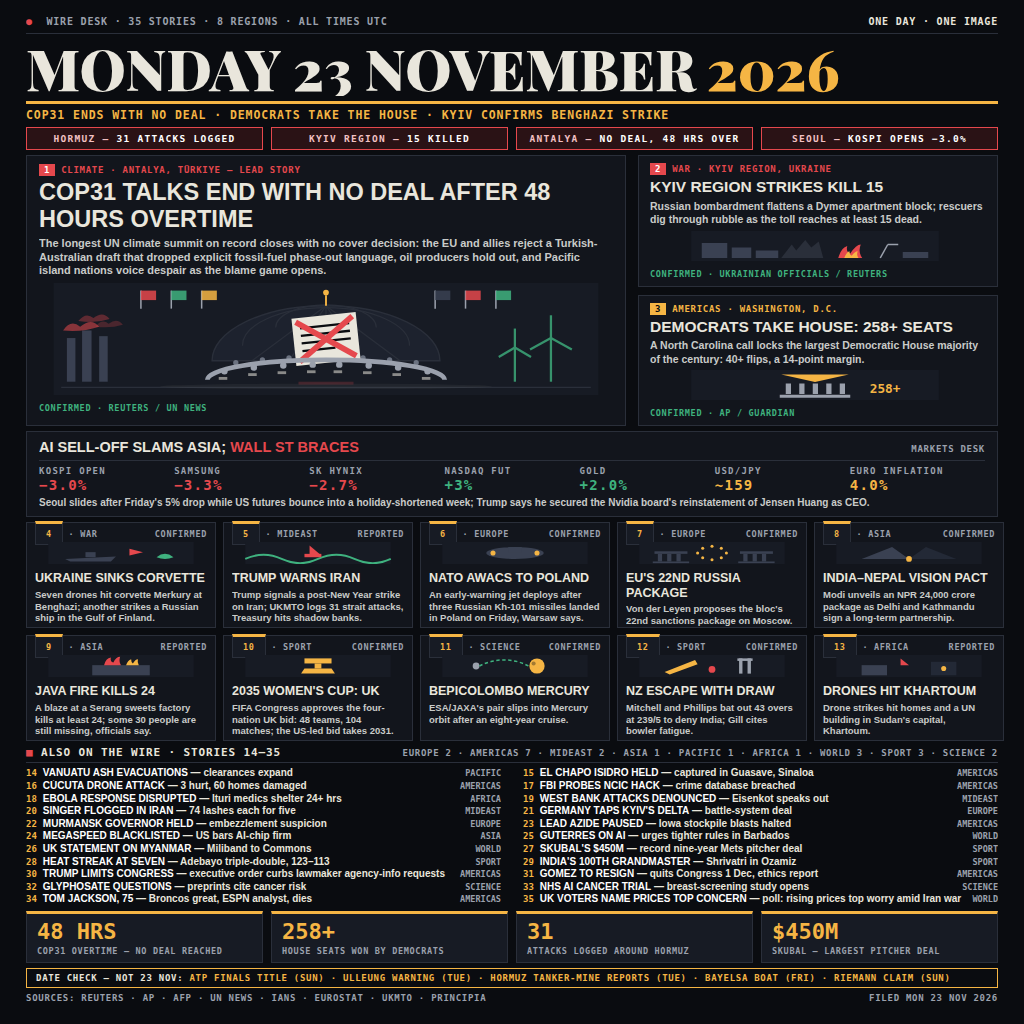 ● WIRE DESK · 35 STORIES · 8 REGIONS · ALL TIMES UTC
ONE DAY · ONE IMAGE
MONDAY 23 NOVEMBER 2026
COP31 ENDS WITH NO DEAL · DEMOCRATS TAKE THE HOUSE · KYIV CONFIRMS BENGHAZI STRIKE
HORMUZ — 31 ATTACKS LOGGED
KYIV REGION — 15 KILLED
ANTALYA — NO DEAL, 48 HRS OVER
SEOUL — KOSPI OPENS −3.0%
1 CLIMATE · ANTALYA, TÜRKIYE — LEAD STORY
COP31 TALKS END WITH NO DEAL AFTER 48
HOURS OVERTIME
The longest UN climate summit on record closes with no cover decision: the EU and allies reject a Turkish-
Australian draft that dropped explicit fossil-fuel phase-out language, oil producers hold out, and Pacific
island nations voice despair as the blame game opens.
CONFIRMED · REUTERS / UN NEWS
2 WAR · KYIV REGION, UKRAINE
KYIV REGION STRIKES KILL 15
Russian bombardment flattens a Dymer apartment block; rescuers
dig through rubble as the toll reaches at least 15 dead.
CONFIRMED · UKRAINIAN OFFICIALS / REUTERS
3 AMERICAS · WASHINGTON, D.C.
DEMOCRATS TAKE HOUSE: 258+ SEATS
A North Carolina call locks the largest Democratic House majority
of the century: 40+ flips, a 14-point margin.
258+
CONFIRMED · AP / GUARDIAN
AI SELL-OFF SLAMS ASIA; WALL ST BRACES
MARKETS DESK
KOSPI OPEN SAMSUNG SK HYNIX NASDAQ FUT GOLD USD/JPY EURO INFLATION
−3.0% −3.3% −2.7% +3% +2.0% ~159 4.0%
Seoul slides after Friday's 5% drop while US futures bounce into a holiday-shortened week; Trump says he secured the Nvidia board's reinstatement of Jensen Huang as CEO.
4 · WAR CONFIRMED
UKRAINE SINKS CORVETTE
Seven drones hit corvette Merkury at
Benghazi; another strikes a Russian
ship in the Gulf of Finland.
5 · MIDEAST REPORTED
TRUMP WARNS IRAN
Trump signals a post-New Year strike
on Iran; UKMTO logs 31 strait attacks,
Treasury hits shadow banks.
6 · EUROPE CONFIRMED
NATO AWACS TO POLAND
An early-warning jet deploys after
three Russian Kh-101 missiles landed
in Poland on Friday, Warsaw says.
7 · EUROPE CONFIRMED
EU'S 22ND RUSSIA
PACKAGE
Von der Leyen proposes the bloc's
22nd sanctions package on Moscow.
8 · ASIA CONFIRMED
INDIA–NEPAL VISION PACT
Modi unveils an NPR 24,000 crore
package as Delhi and Kathmandu
sign a long-term partnership.
9 · ASIA REPORTED
JAVA FIRE KILLS 24
A blaze at a Serang sweets factory
kills at least 24; some 30 people are
still missing, officials say.
10 · SPORT CONFIRMED
2035 WOMEN'S CUP: UK
FIFA Congress approves the four-
nation UK bid: 48 teams, 104
matches; the US-led bid takes 2031.
11 · SCIENCE CONFIRMED
BEPICOLOMBO MERCURY
ESA/JAXA's pair slips into Mercury
orbit after an eight-year cruise.
12 · SPORT CONFIRMED
NZ ESCAPE WITH DRAW
Mitchell and Phillips bat out 43 overs
at 239/5 to deny India; Gill cites
bowler fatigue.
13 · AFRICA REPORTED
DRONES HIT KHARTOUM
Drone strikes hit homes and a UN
building in Sudan's capital,
Khartoum.
■ ALSO ON THE WIRE · STORIES 14–35
EUROPE 2 · AMERICAS 7 · MIDEAST 2 · ASIA 1 · PACIFIC 1 · AFRICA 1 · WORLD 3 · SPORT 3 · SCIENCE 2
14 VANUATU ASH EVACUATIONS — clearances expand PACIFIC
15 EL CHAPO ISIDRO HELD — captured in Guasave, Sinaloa AMERICAS
16 CÚCUTA DRONE ATTACK — 3 hurt, 60 homes damaged AMERICAS
17 FBI PROBES NCIC HACK — crime database breached AMERICAS
18 EBOLA RESPONSE DISRUPTED — Ituri medics shelter 24+ hrs AFRICA
19 WEST BANK ATTACKS DENOUNCED — Eisenkot speaks out MIDEAST
20 SINGER FLOGGED IN IRAN — 74 lashes each for five MIDEAST
21 GERMANY TAPS KYIV'S DELTA — battle-system deal EUROPE
22 MURMANSK GOVERNOR HELD — embezzlement suspicion EUROPE
23 LEAD AZIDE PAUSED — Iowa stockpile blasts halted AMERICAS
24 MEGASPEED BLACKLISTED — US bars AI-chip firm ASIA
25 GUTERRES ON AI — urges tighter rules in Barbados WORLD
26 UK STATEMENT ON MYANMAR — Miliband to Commons WORLD
27 SKUBAL'S $450M — record nine-year Mets pitcher deal SPORT
28 HEAT STREAK AT SEVEN — Adebayo triple-double, 123–113 SPORT
29 INDIA'S 100TH GRANDMASTER — Shrivatri in Ozamiz SPORT
30 TRUMP LIMITS CONGRESS — executive order curbs lawmaker agency-info requests AMERICAS
31 GOMEZ TO RESIGN — quits Congress 1 Dec, ethics report AMERICAS
32 GLYPHOSATE QUESTIONS — preprints cite cancer risk SCIENCE
33 NHS AI CANCER TRIAL — breast-screening study opens SCIENCE
34 TOM JACKSON, 75 — Broncos great, ESPN analyst, dies AMERICAS
35 UK VOTERS NAME PRICES TOP CONCERN — poll: rising prices top worry amid Iran war WORLD
48 HRS
COP31 OVERTIME — NO DEAL REACHED
258+
HOUSE SEATS WON BY DEMOCRATS
31
ATTACKS LOGGED AROUND HORMUZ
$450M
SKUBAL — LARGEST PITCHER DEAL
DATE CHECK — NOT 23 NOV: ATP FINALS TITLE (SUN) · ULLEUNG WARNING (TUE) · HORMUZ TANKER-MINE REPORTS (TUE) · BAYELSA BOAT (FRI) · RIEMANN CLAIM (SUN)
SOURCES: REUTERS · AP · AFP · UN NEWS · IANS · EUROSTAT · UKMTO · PRINCIPIA
FILED MON 23 NOV 2026